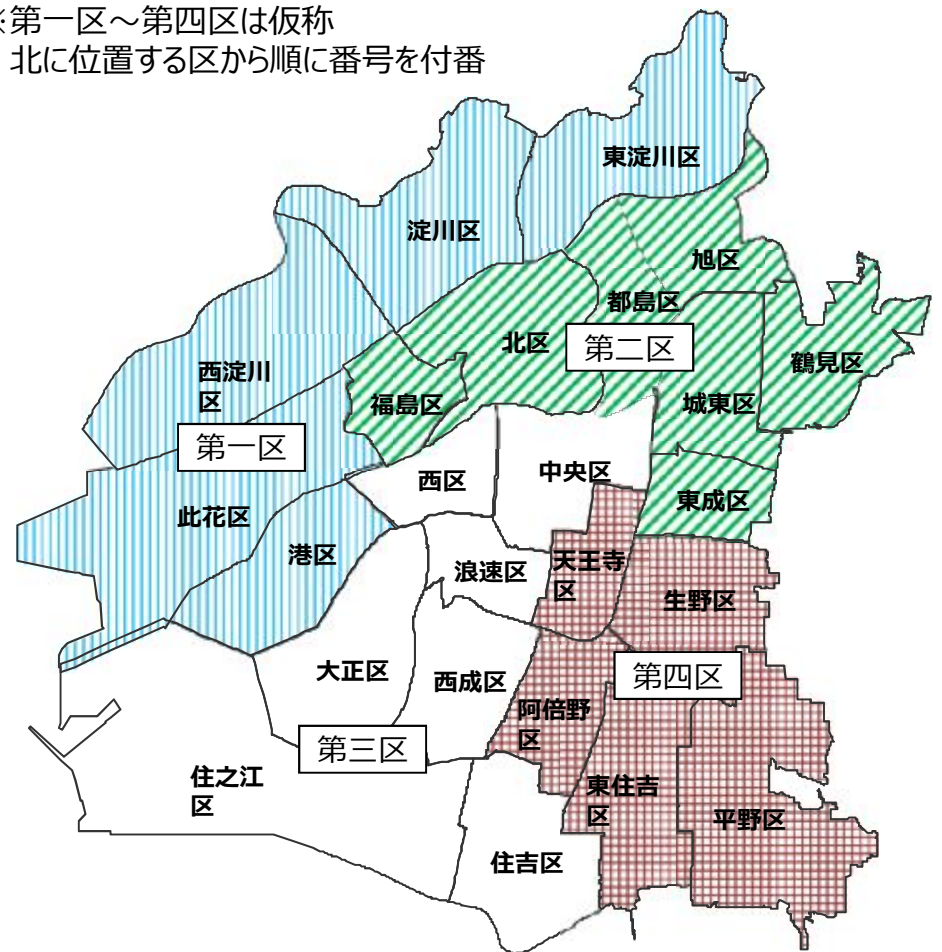 ※第一区～第四区は仮称
北に位置する区から順に番号を付番
東淀川区
淀川区
旭区
都島区
北区
第二区
鶴見区
西淀川
区
福島区
城東区
第一区
西区
中央区
東成区
此花区
港区
浪速区
天王寺
区
生野区
大正区
西成区
第四区
阿倍野
区
第三区
住之江
区
東住吉
区
平野区
住吉区